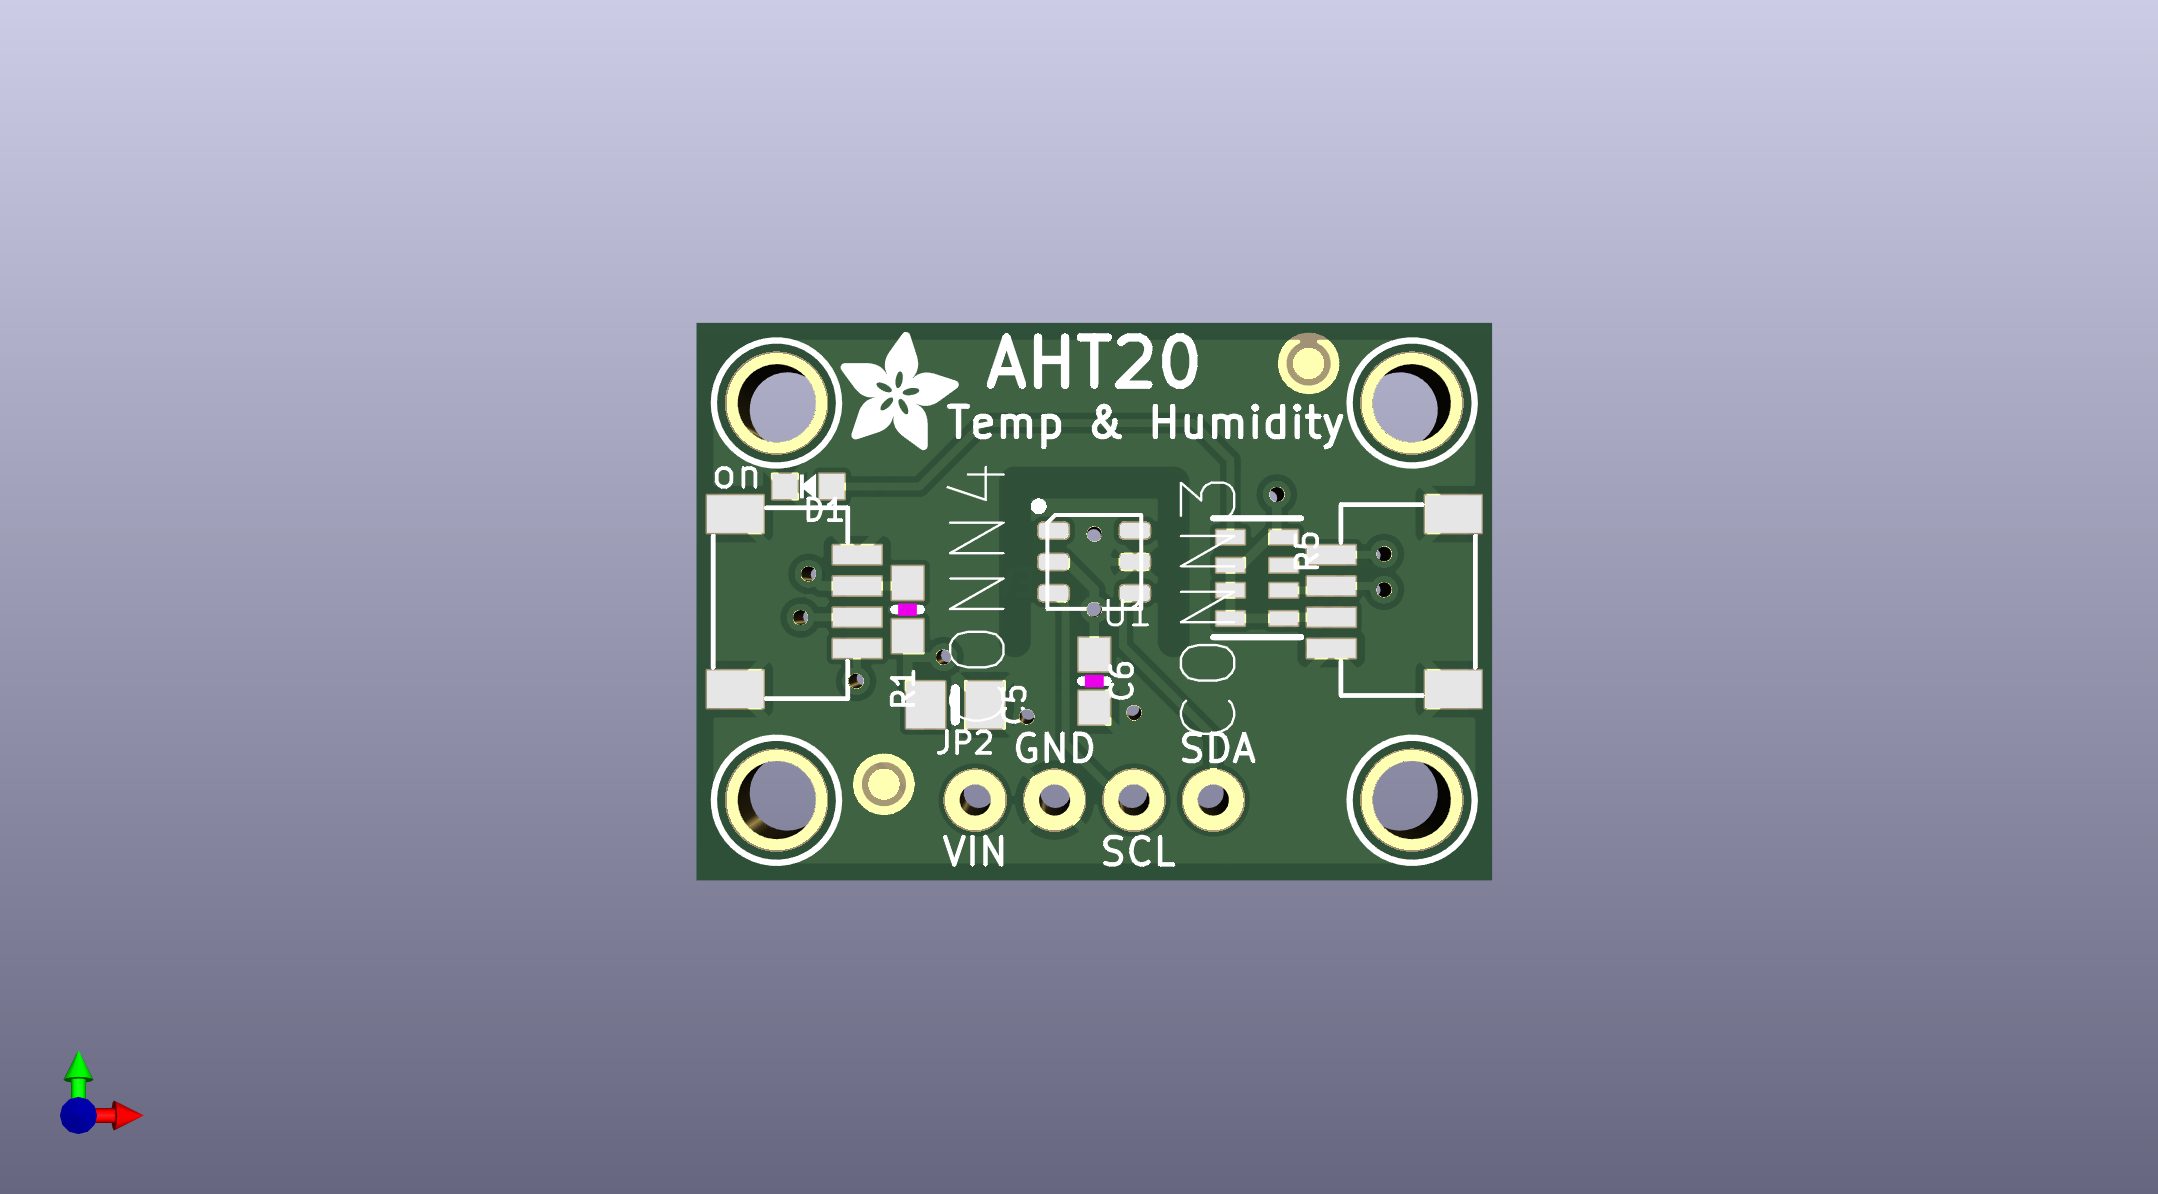 AHT20
Temp & Humidity
on
D1
CONN4
CONN3
R5
U1
C6
R1
C5
JP2
GND
SDA
VIN
SCL